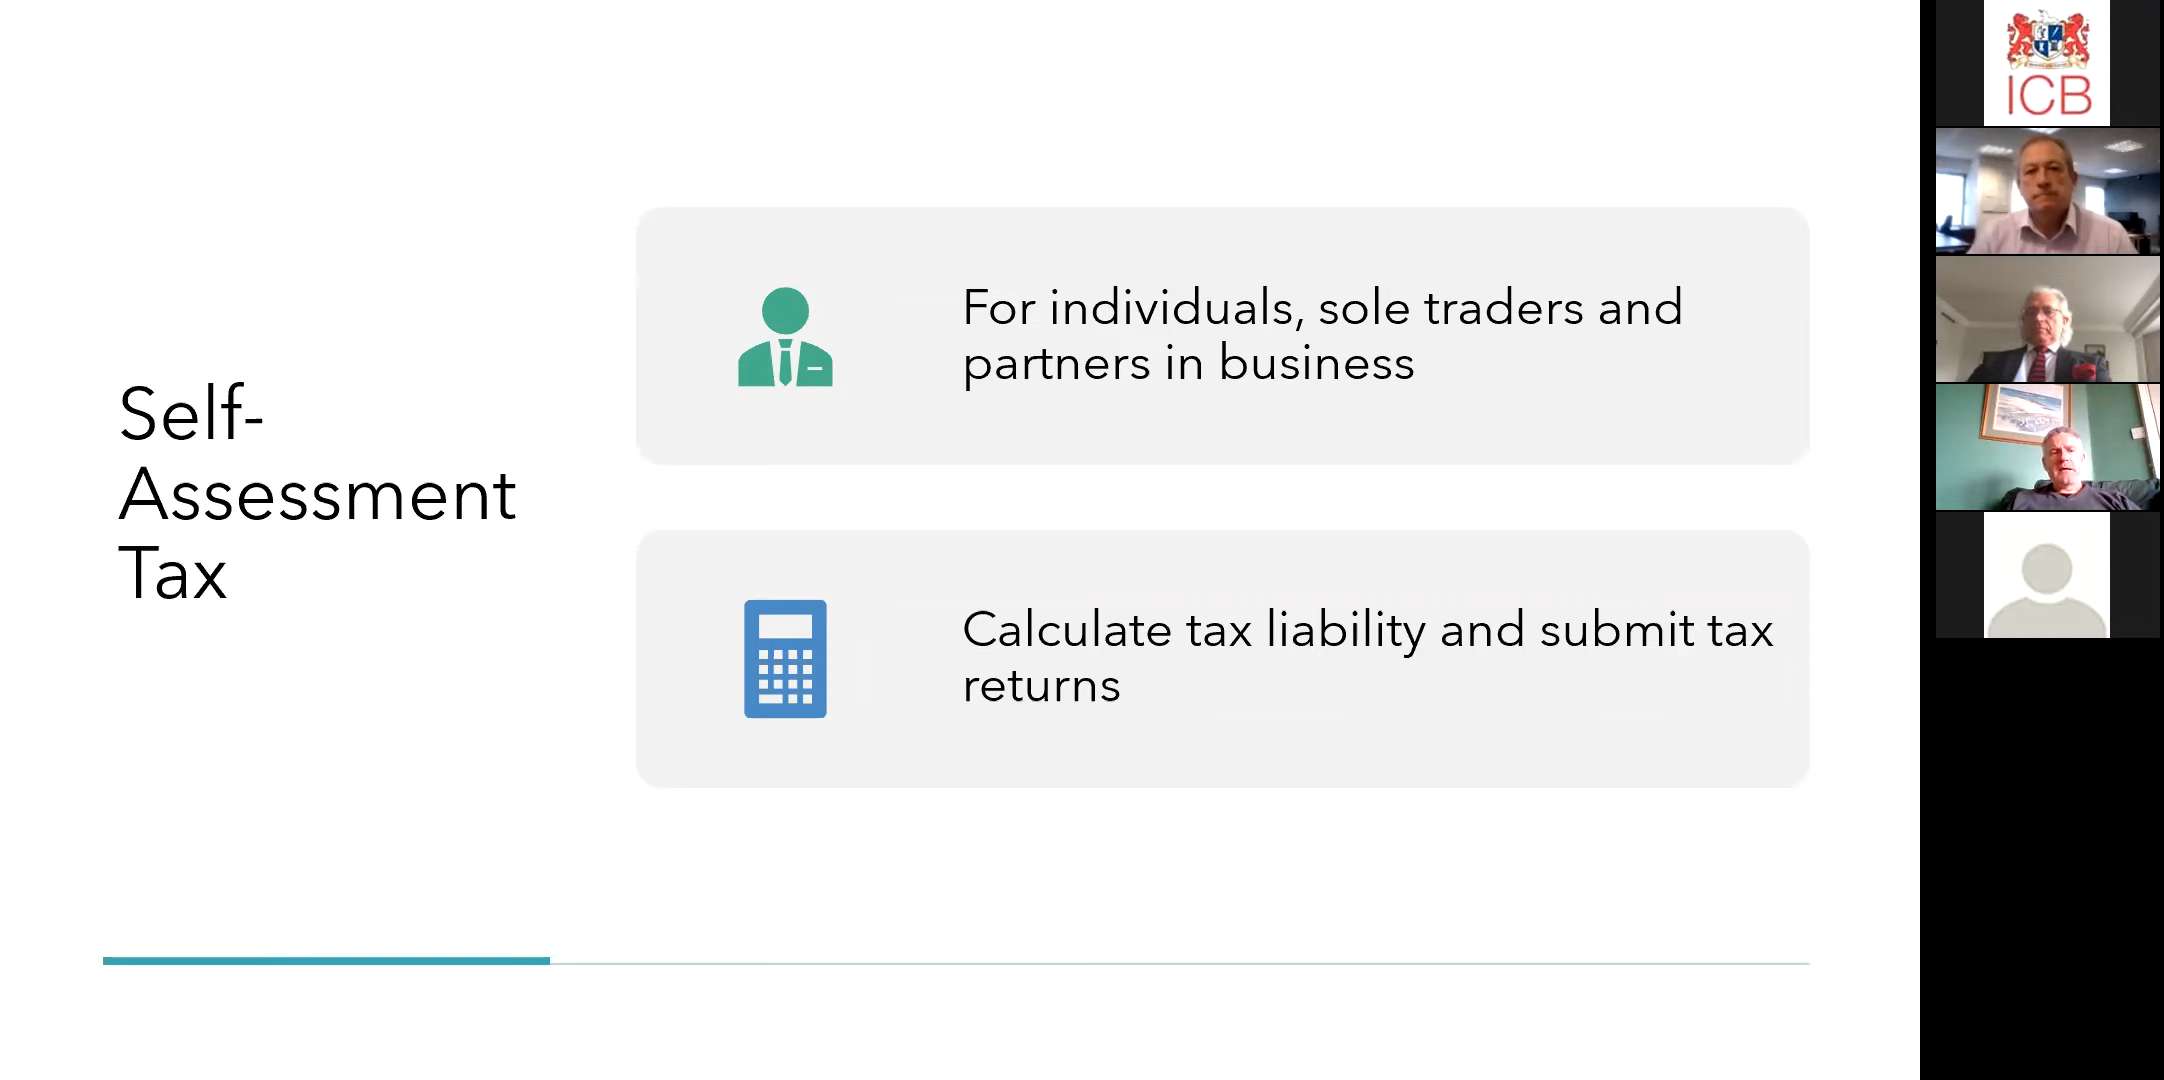 Self-
Assessment
Tax
For individuals, sole traders and
partners in business
Calculate tax liability and submit tax
returns
ICB